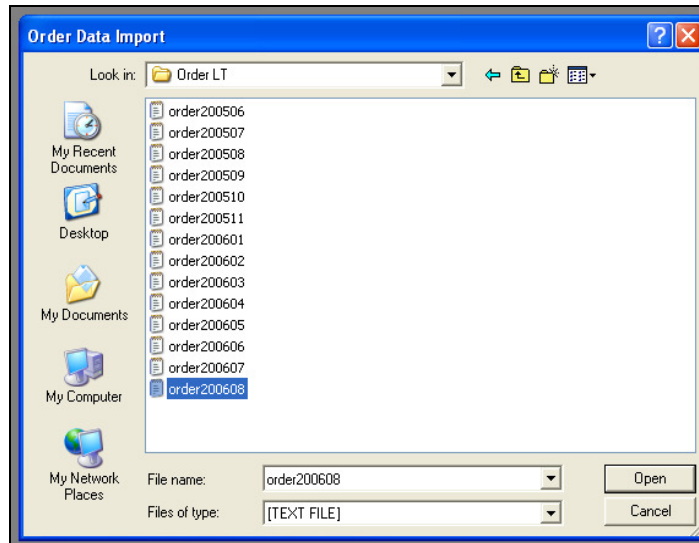 Order Data Import
Look in: Order LT
My Recent
Documents
Desktop
My Documents
My Computer
My Network
Places
order200506
order200507
order200508
order200509
order200510
order200511
order200601
order200602
order200603
order200604
order200605
order200606
order200607
order200608
File name: order200608 Open
Files of type: [TEXT FILE] Cancel